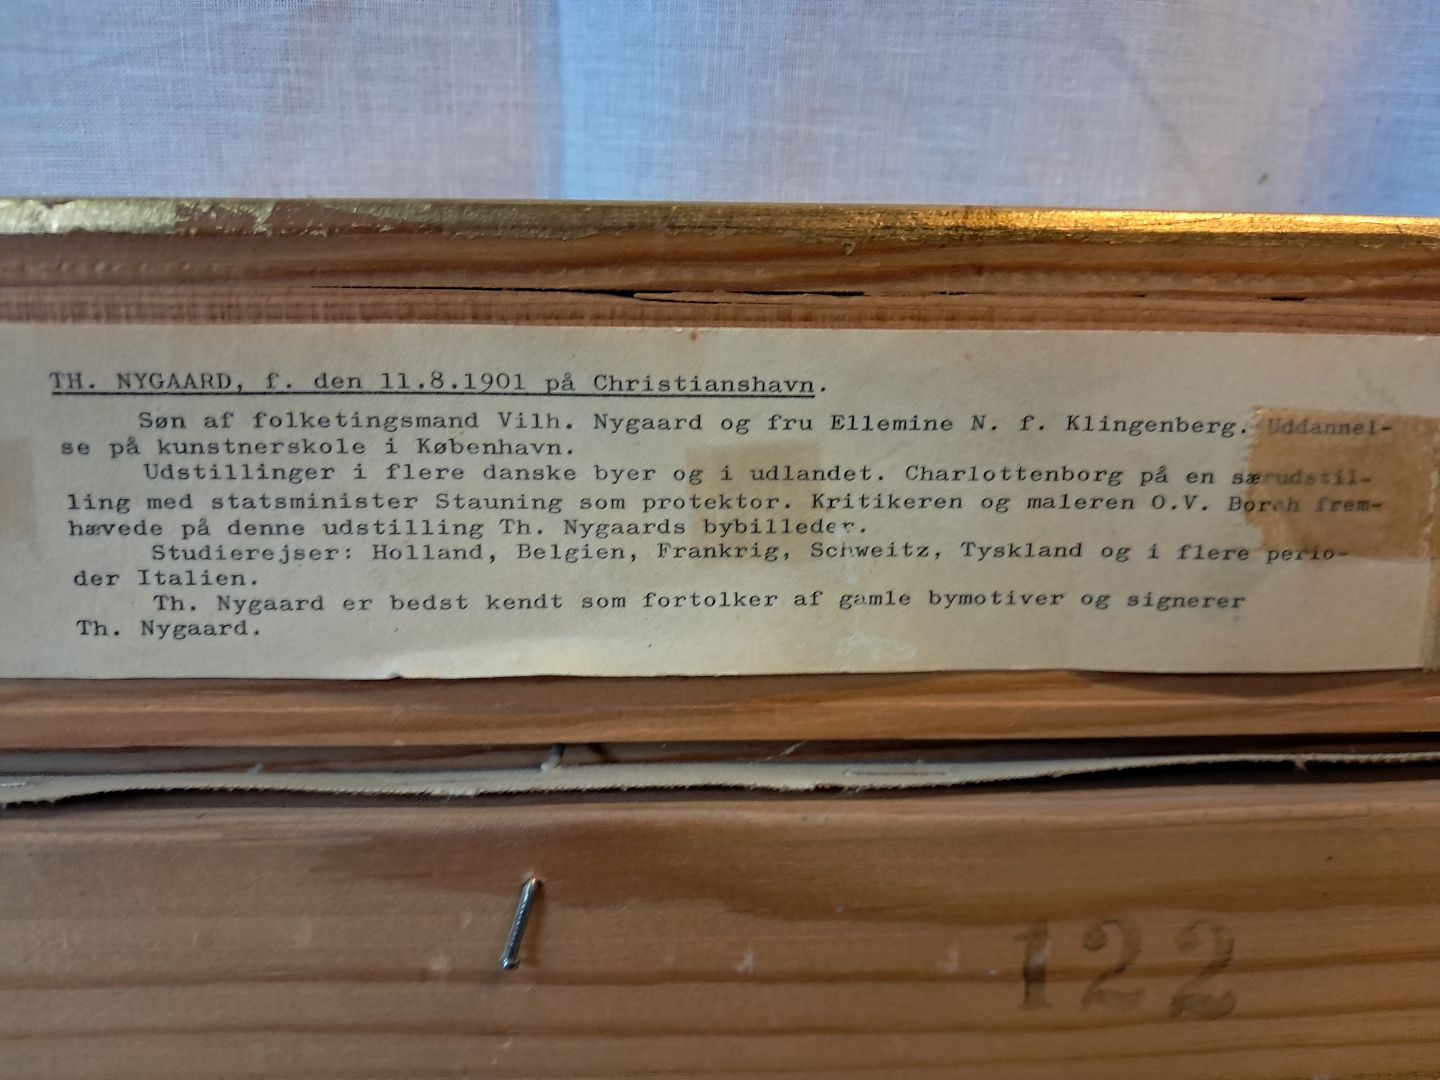 TH. NYGAARD, f. den 11.8.1901 på Christianshavn.
Søn af folketingsmand Vilh. Nygaard og fru Ellemine N. f. Klingenberg. Uddannel-
se på kunstnerskole i København.
Udstillinger i flere danske byer og i udlandet. Charlottenborg på en særudstil-
ling med statsminister Stauning som protektor. Kritikeren og maleren O.V. Borch frem-
hævede på denne udstilling Th. Nygaards bybilleder.
Studierejser: Holland, Belgien, Frankrig, Schweitz, Tyskland og i flere perio-
der Italien.
Th. Nygaard er bedst kendt som fortolker af gamle bymotiver og signerer
Th. Nygaard.
122